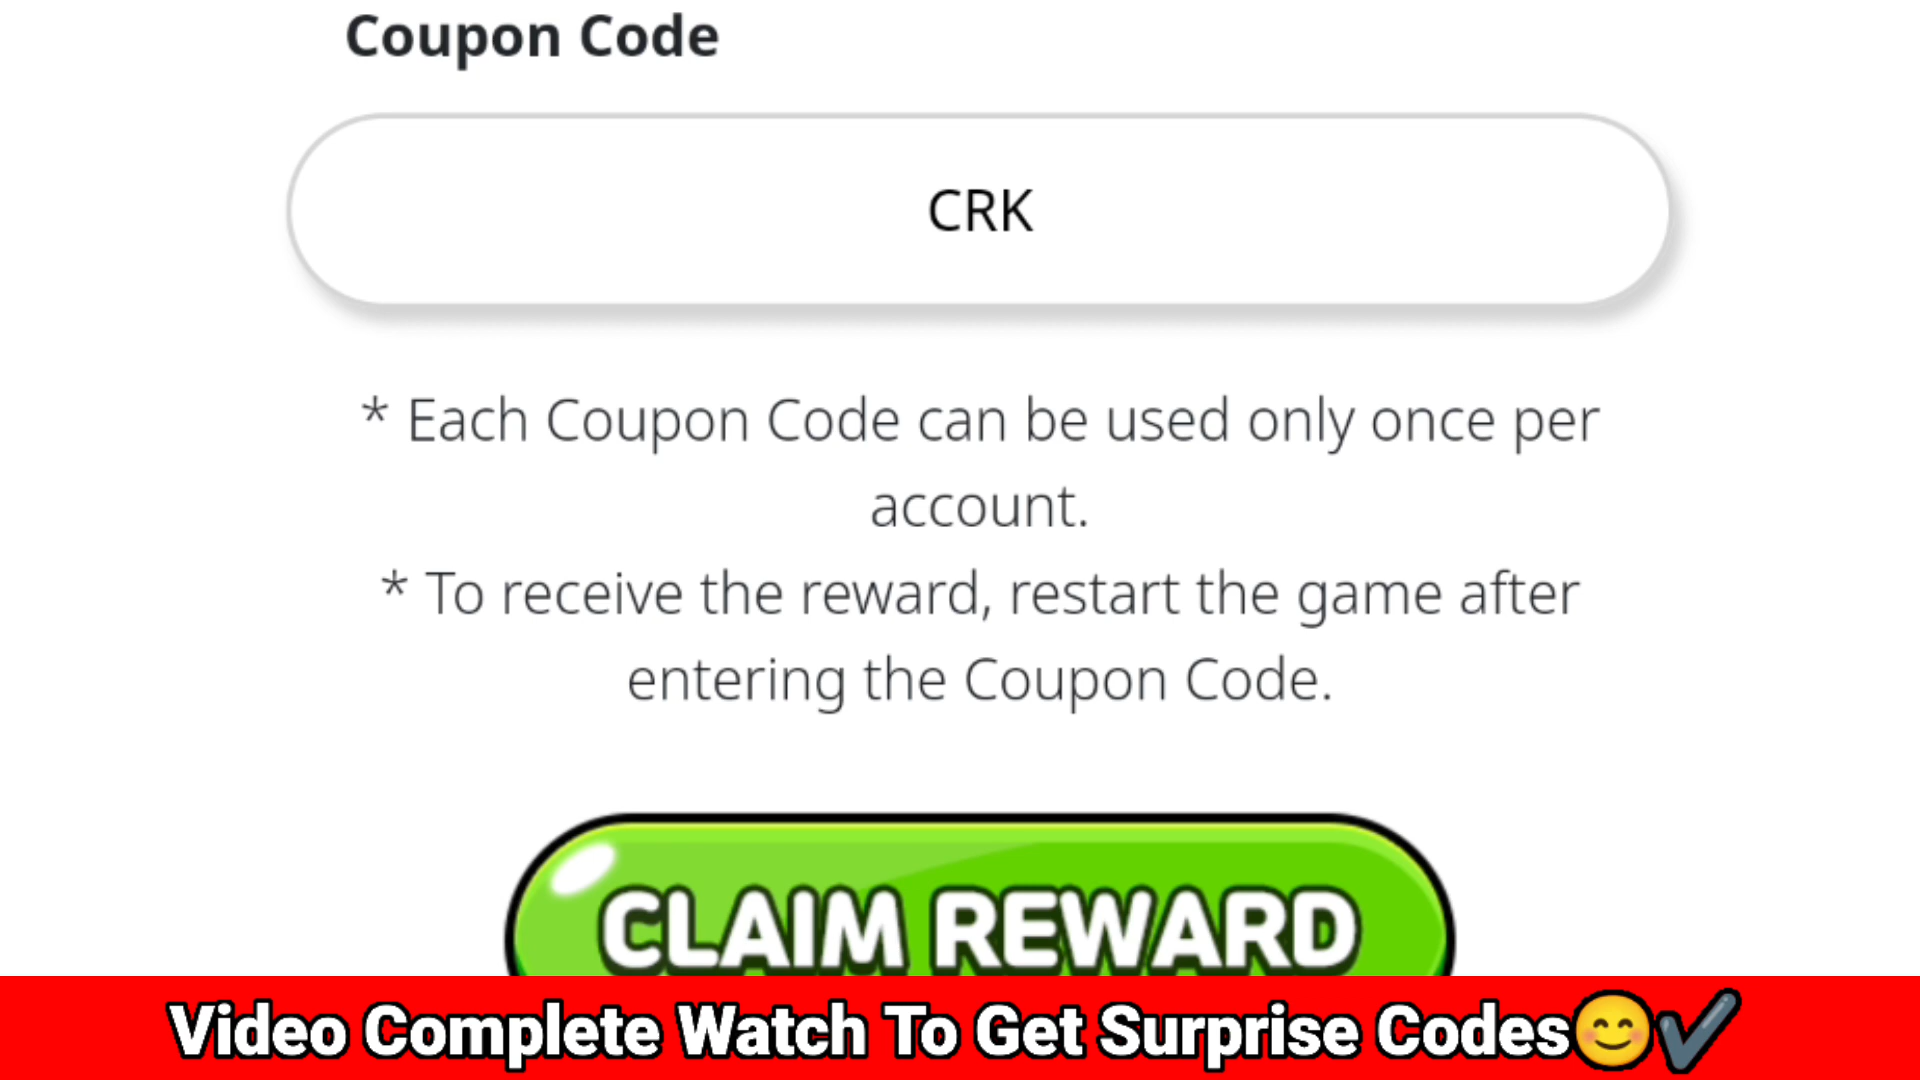 Coupon Code
CRK
* Each Coupon Code can be used only once per
account.
* To receive the reward, restart the game after
entering the Coupon Code.
CLAIM REWARD
Video Complete Watch To Get Surprise Codes😊✔️